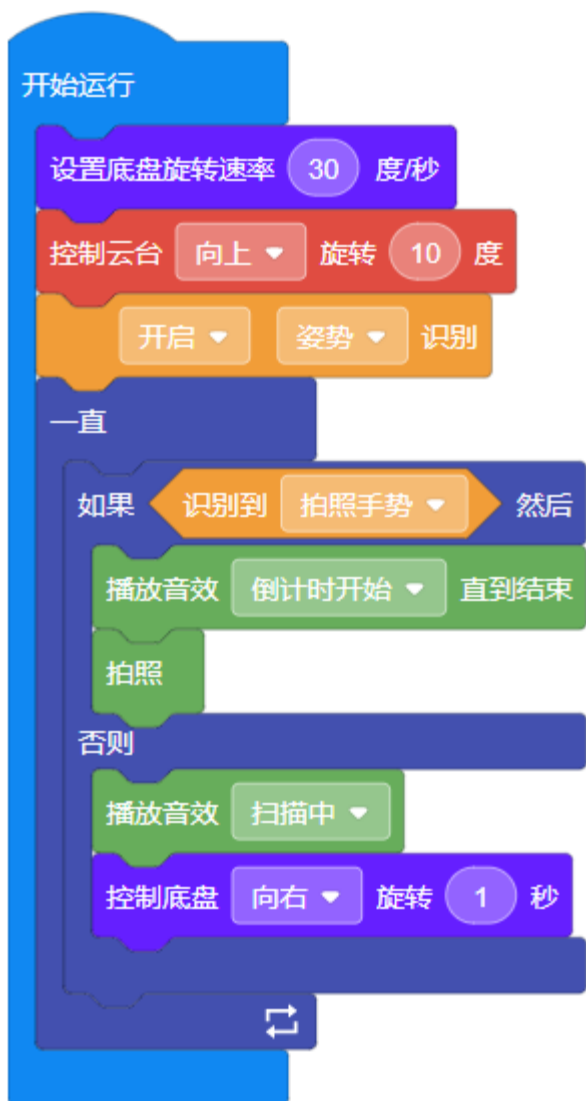 开始运行
设置底盘旋转速率 30 度/秒
控制云台 向上 旋转 10 度
开启 姿势 识别
一直
如果 识别到 拍照手势 然后
播放音效 倒计时开始 直到结束
拍照
否则
播放音效 扫描中
控制底盘 向右 旋转 1 秒